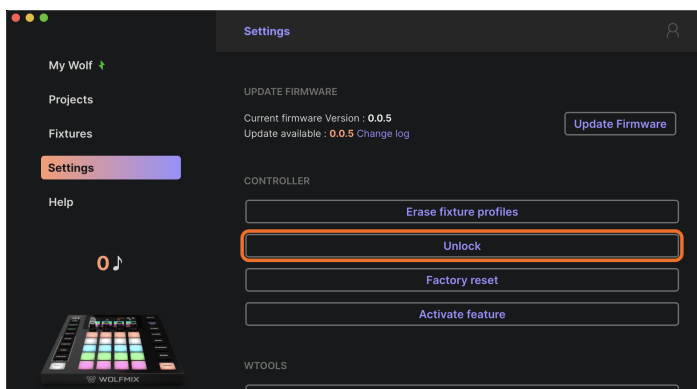 Settings
My Wolf
Projects
Fixtures
Settings
Help
0
UPDATE FIRMWARE
Current firmware Version : 0.0.5
Update available : 0.0.5 Change log
Update Firmware
CONTROLLER
Erase fixture profiles
Unlock
Factory reset
Activate feature
WTOOLS
WOLFMIX